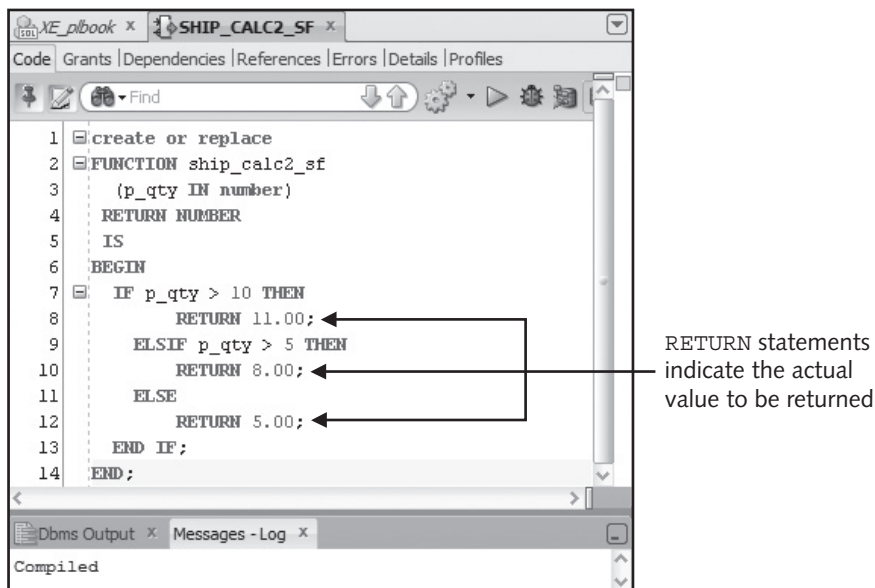 XE_plbook x SHIP_CALC2_SF x
Code Grants |Dependencies |References |Errors |Details |Profiles
Find
1 create or replace
2 FUNCTION ship_calc2_sf
3 (p_qty IN number)
4 RETURN NUMBER
5 IS
6 BEGIN
7 IF p_qty > 10 THEN
8 RETURN 11.00;
9 ELSIF p_qty > 5 THEN
10 RETURN 8.00;
11 ELSE
12 RETURN 5.00;
13 END IF;
14 END;
RETURN statements
indicate the actual
value to be returned
Dbms Output x Messages - Log x
Compiled